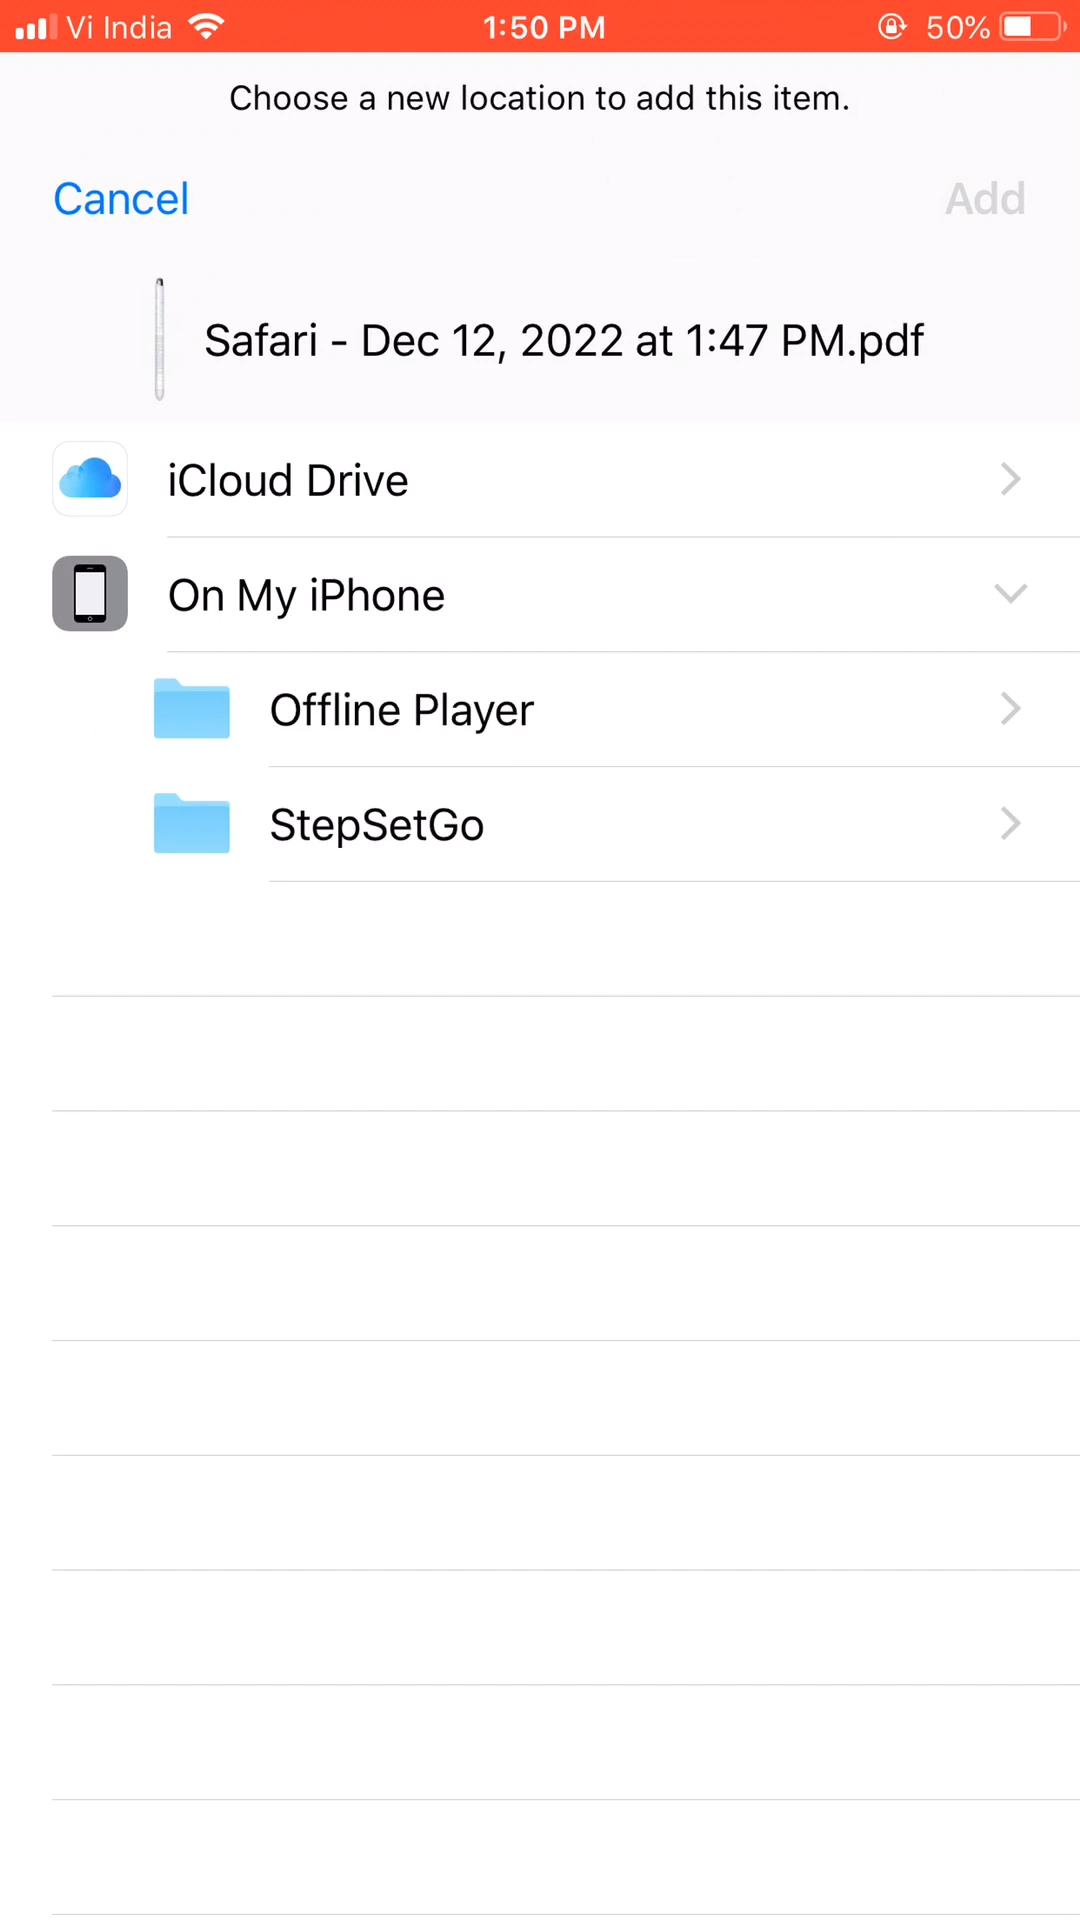 Vi India 1:50 PM 50%
Choose a new location to add this item.
Cancel Add
Safari - Dec 12, 2022 at 1:47 PM.pdf
iCloud Drive
On My iPhone
Offline Player
StepSetGo